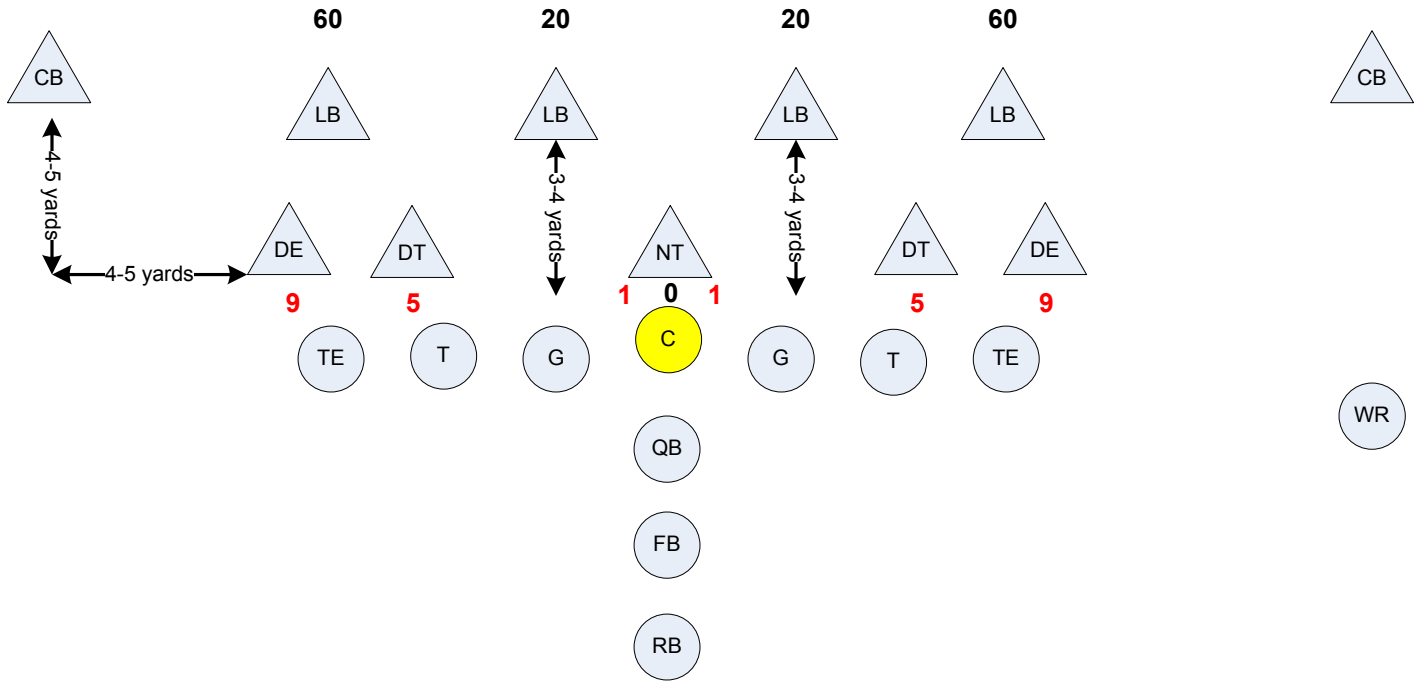 60 20 20 60
CB LB LB LB LB CB
4-5 yards 3-4 yards 3-4 yards
DE DT NT DT DE
4-5 yards
9 5 1 0 1 5 9
TE T G C G T TE
WR
QB
FB
RB